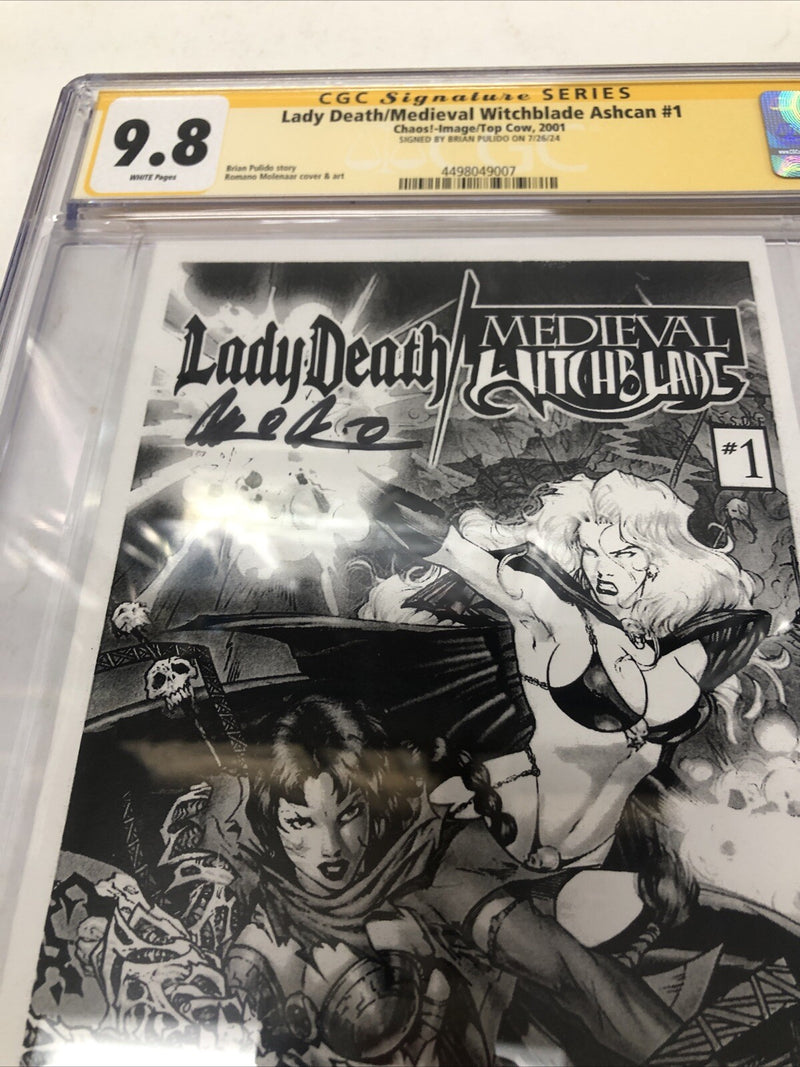 CGC Signature SERIES
Lady Death/Medieval Witchblade Ashcan #1
Chaos!-Image/Top Cow, 2001
SIGNED BY BRIAN PULIDO ON 7/26/24
9.8
WHITE Pages
Brian Pulido story
Romano Molenaar cover & art
4498049007
Lady Death/
MEDIEVAL
WITCHBLADE
#1